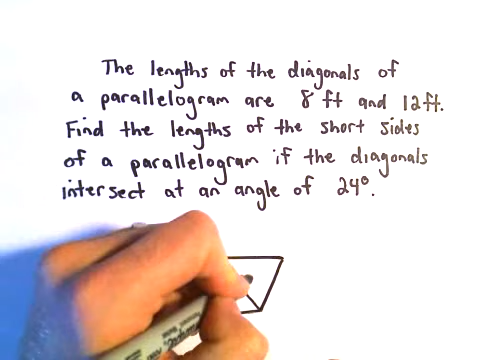 The lengths of the diagonals of
a parallelogram are 8 ft and 12ft.
Find the lengths of the short sides
of a parallelogram if the diagonals
intersect at an angle of 24°.